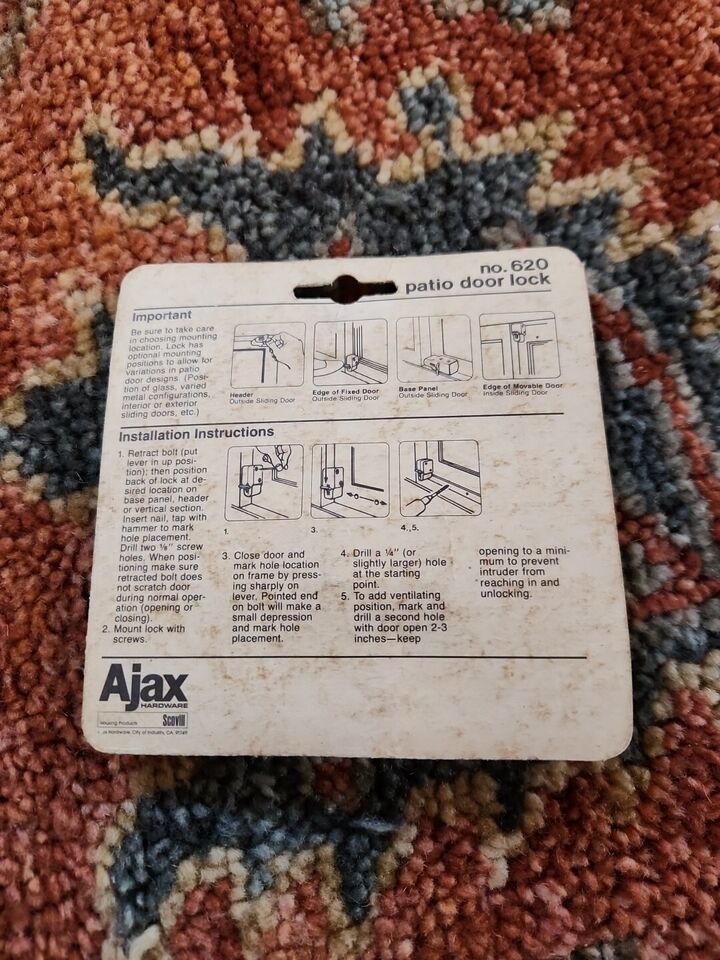 no. 620
patio door lock
Important
Be sure to take care
in choosing mounting
location. Lock has
optional mounting
positions to allow for
variations in patio
door designs. (Posi-
tion of glass, varied
metal configurations,
interior or exterior
sliding doors, etc.)
Header
Outside Sliding Door
Edge of Fixed Door
Outside Sliding Door
Base Panel
Outside Sliding Door
Edge of Movable Door
Inside Sliding Door
Installation Instructions
1. Retract bolt (put
lever in up posi-
tion); then position
back of lock at de-
sired location on
base panel, header
or vertical section.
Insert nail, tap with
hammer to mark
hole placement.
Drill two ⅛" screw
holes. When posi-
tioning make sure
retracted bolt does
not scratch door
during normal oper-
ation (opening or
closing).
2. Mount lock with
screws.
1.
3.
4.,5.
3. Close door and
mark hole location
on frame by press-
ing sharply on
lever. Pointed end
on bolt will make a
small depression
and mark hole
placement.
4. Drill a ¼" (or
slightly larger) hole
at the starting
point.
5. To add ventilating
position, mark and
drill a second hole
with door open 2-3
inches—keep
opening to a mini-
mum to prevent
intruder from
reaching in and
unlocking.
Ajax
HARDWARE
Housing Products
Scovill
Hardware, City of Industry, CA.